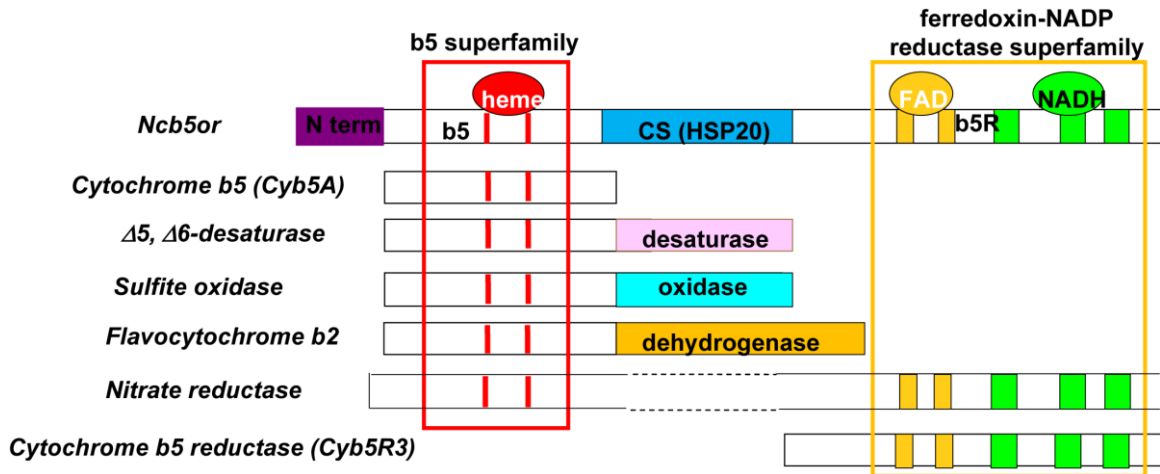 ferredoxin-NADP
reductase superfamily
b5 superfamily
heme
FAD
NADH
Ncb5or
N term
b5
CS (HSP20)
b5R
Cytochrome b5 (Cyb5A)
Δ5, Δ6-desaturase
desaturase
Sulfite oxidase
oxidase
Flavocytochrome b2
dehydrogenase
Nitrate reductase
Cytochrome b5 reductase (Cyb5R3)